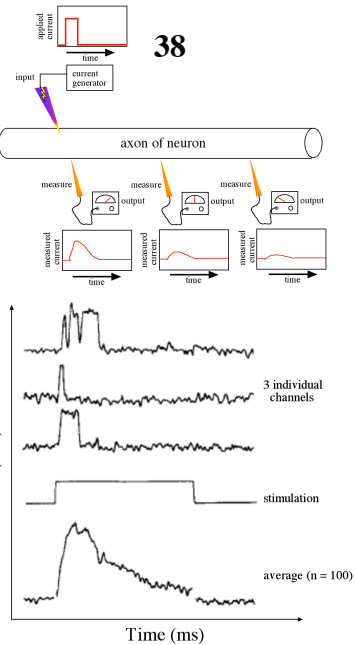 applied
current
time
38
input
current
generator
axon of neuron
measure
output
measure
output
measure
output
measured
current
time
measured
current
time
measured
current
time
3 individual
channels
stimulation
average (n = 100)
Time (ms)